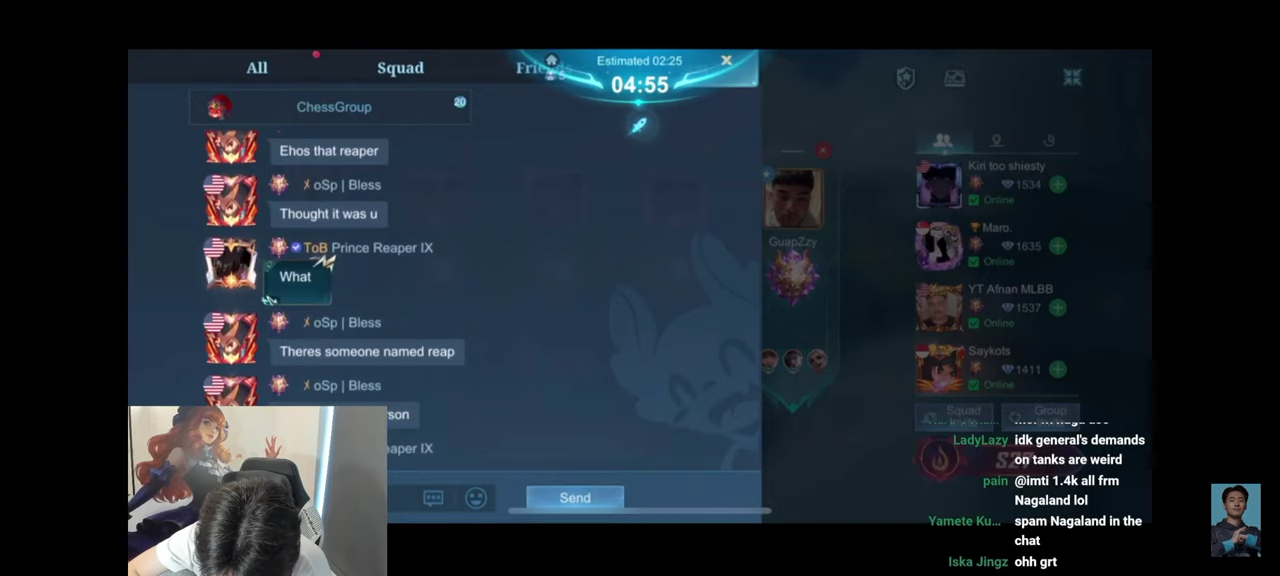 All
Squad
Estimated 02:25
04:55
ChessGroup
20
Ehos that reaper
oSp | Bless
Thought it was u
ToB Prince Reaper IX
What
oSp | Bless
Theres someone named reap
oSp | Bless
son
eaper IX
Send
GuapZzy
Kiri too shiesty
1534
Online
Maro.
1635
Online
YT Afnan MLBB
1537
Online
Saykots
1411
Online
Squad
Group
LadyLazy idk general's demands
on tanks are weird
pain @imti 1.4k all frm
Nagaland lol
Yamete Ku... spam Nagaland in the
chat
Iska Jingz ohh grt